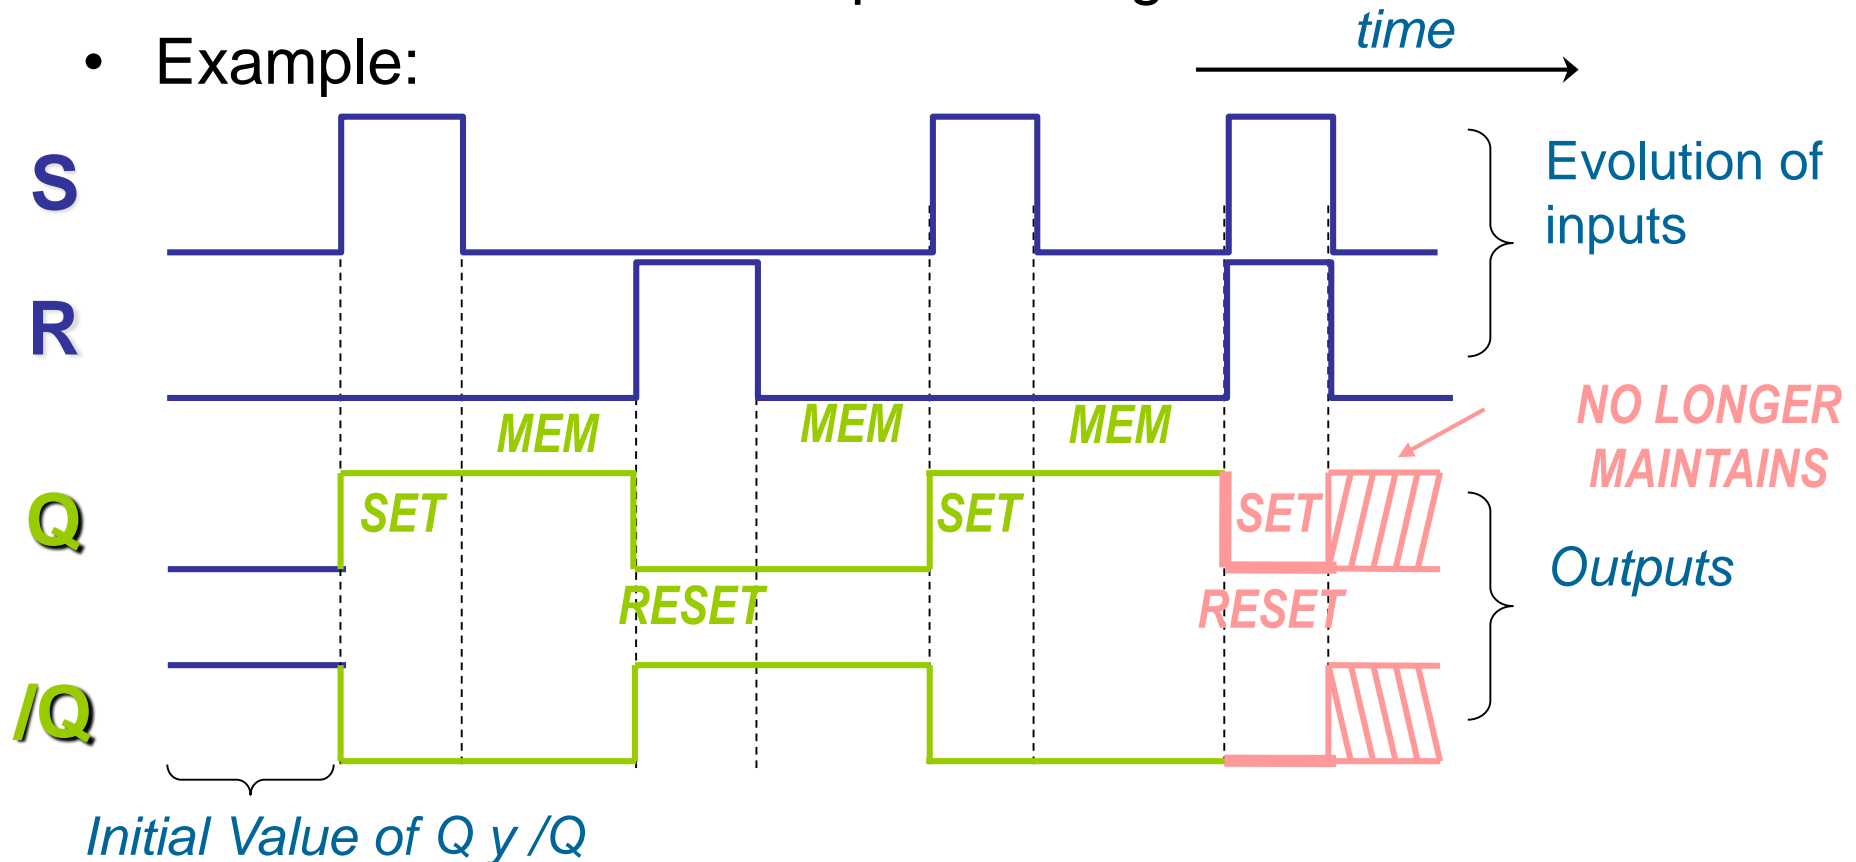 • Example:
time
S
Evolution of
inputs
R
NO LONGER
MAINTAINS
MEM
MEM
MEM
Q
SET
SET
SET
Outputs
RESET
RESET
/Q
Initial Value of Q y /Q